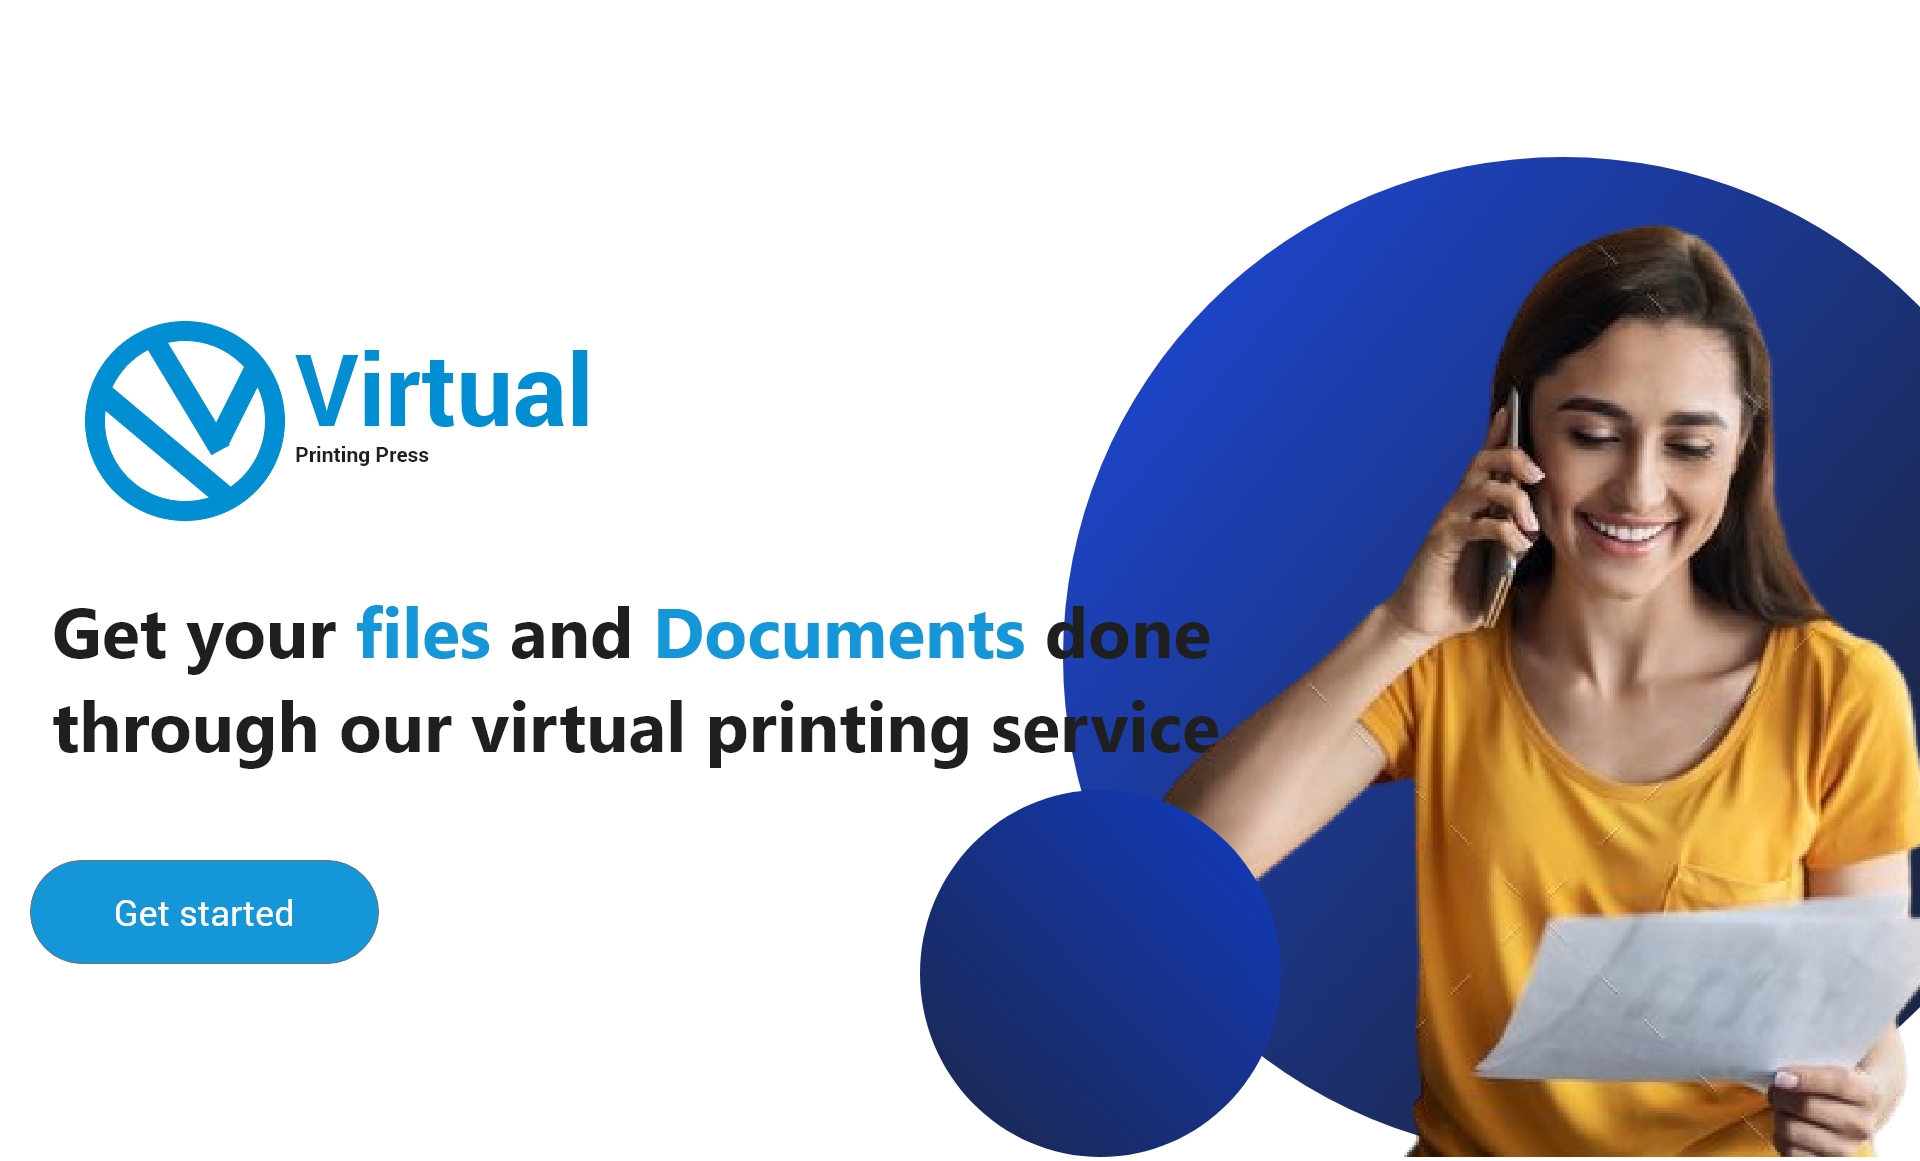 Virtual
Printing Press
Get your files and Documents done
through our virtual printing service
Get started